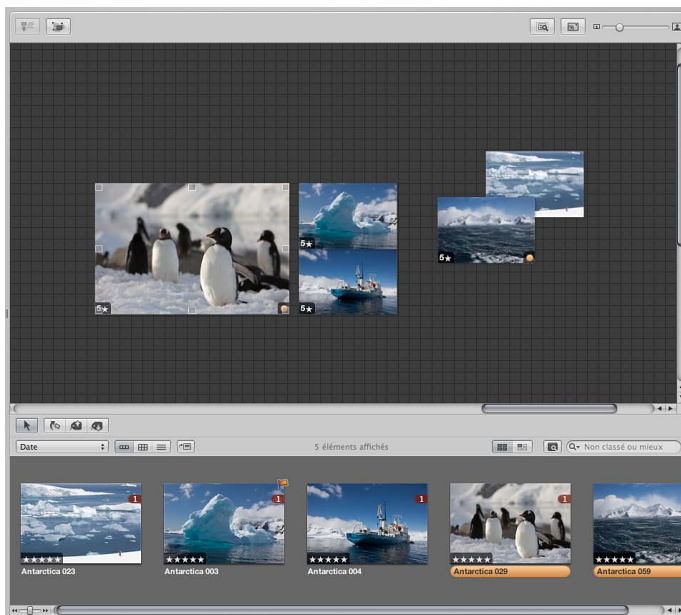 5★
5★
5★
5★
Date
5 éléments affichés
Non classé ou mieux
1
1
1
1
★★★★★
★★★★★
★★★★★
★★★★★
★★★★★
Antarctica 023
Antarctica 003
Antarctica 004
Antarctica 029
Antarctica 059